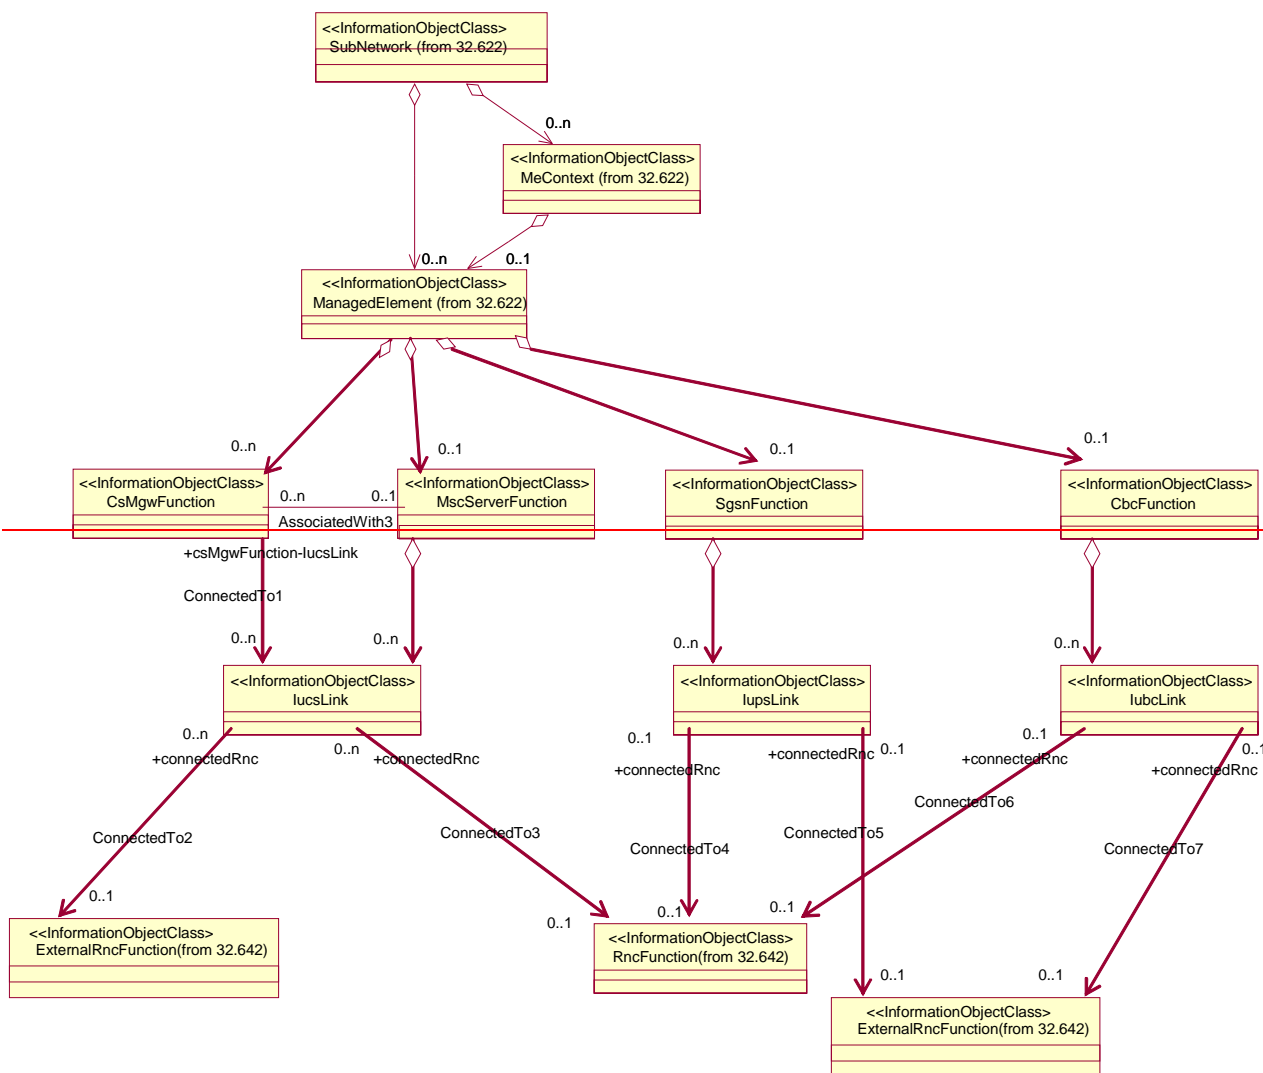 <<InformationObjectClass>
SubNetwork (from 32.622)
0..n
<<InformationObjectClass>
MeContext (from 32.622)
0..n
0..1
<<InformationObjectClass>
ManagedElement (from 32.622)
0..n
0..1
0..1
0..1
<<InformationObjectClass>
CsMgwFunction
0..n
0..1
AssociatedWith3
<<InformationObjectClass>
MscServerFunction
<<InformationObjectClass>
SgsnFunction
<<InformationObjectClass>
CbcFunction
+csMgwFunction-IucsLink
ConnectedTo1
0..n
0..n
0..n
0..n
<<InformationObjectClass>
IucsLink
<<InformationObjectClass>
IupsLink
<<InformationObjectClass>
IubcLink
0..n
+connectedRnc
0..n
+connectedRnc
0..1
+connectedRnc
0..1
+connectedRnc
0..1
+connectedRnc
0..1
+connectedRnc
ConnectedTo2
ConnectedTo3
ConnectedTo4
ConnectedTo5
ConnectedTo6
ConnectedTo7
0..1
0..1
0..1
0..1
<<InformationObjectClass>
ExternalRncFunction(from 32.642)
<<InformationObjectClass>
RncFunction(from 32.642)
0..1
0..1
<<InformationObjectClass>
ExternalRncFunction(from 32.642)